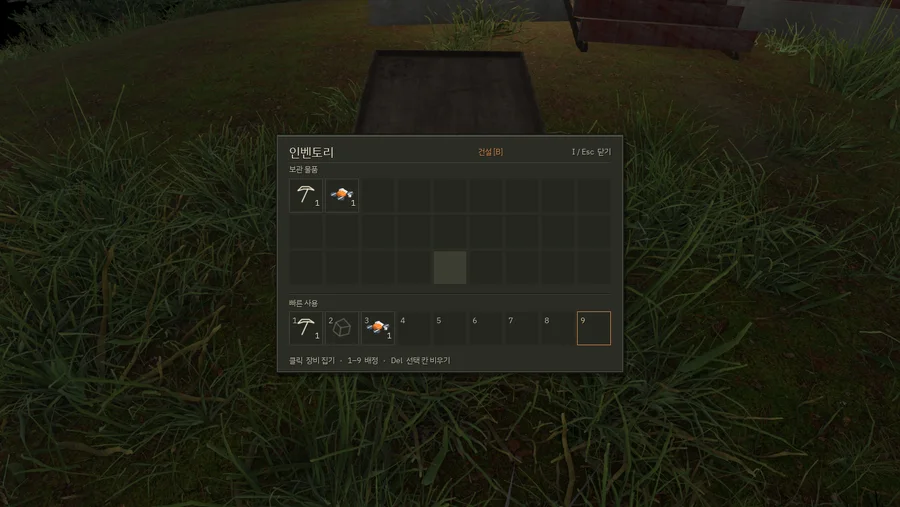 인벤토리 건설 [B] I / Esc 닫기
보관 물품
1 1
빠른 사용
1 2 3 4 5 6 7 8 9
1 1
클릭 장비 집기 · 1-9 배정 · Del 선택 칸 비우기